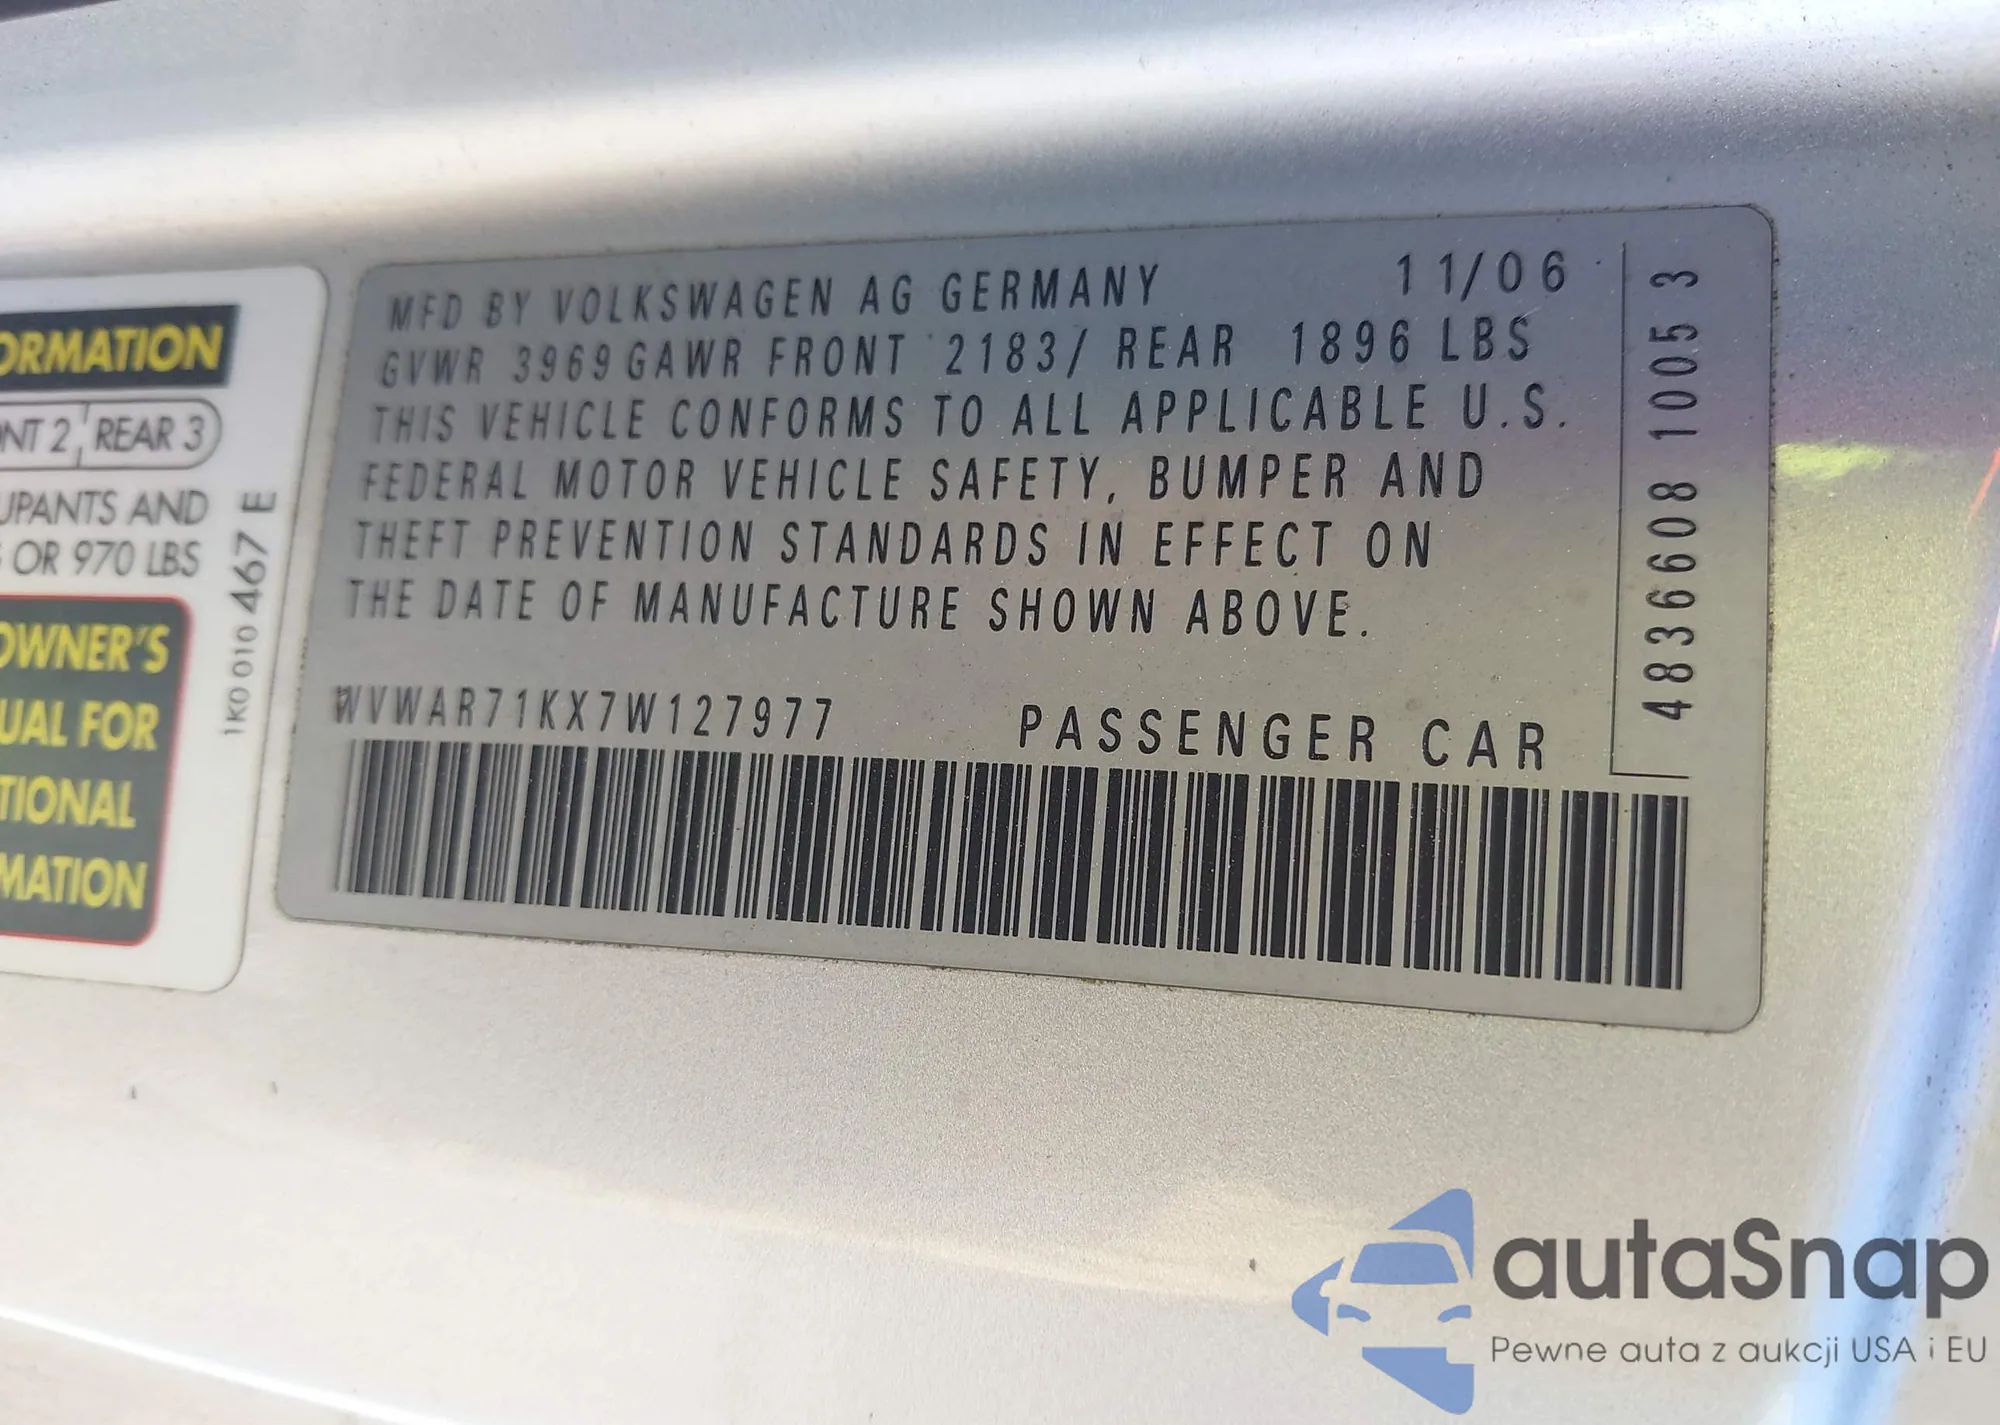 ORMATION
NT 2, REAR 3
UPANTS AND
OR 970 LBS
OWNER'S
UAL FOR
TIONAL
MATION
1K0 010 467 E
MFD BY VOLKSWAGEN AG GERMANY 11/06
GVWR 3969 GAWR FRONT 2183/ REAR 1896 LBS
THIS VEHICLE CONFORMS TO ALL APPLICABLE U.S.
FEDERAL MOTOR VEHICLE SAFETY, BUMPER AND
THEFT PREVENTION STANDARDS IN EFFECT ON
THE DATE OF MANUFACTURE SHOWN ABOVE.
WVWAR71KX7W127977 PASSENGER CAR
4836608 1005 3
autaSnap
Pewne auta z aukcji USA i EU